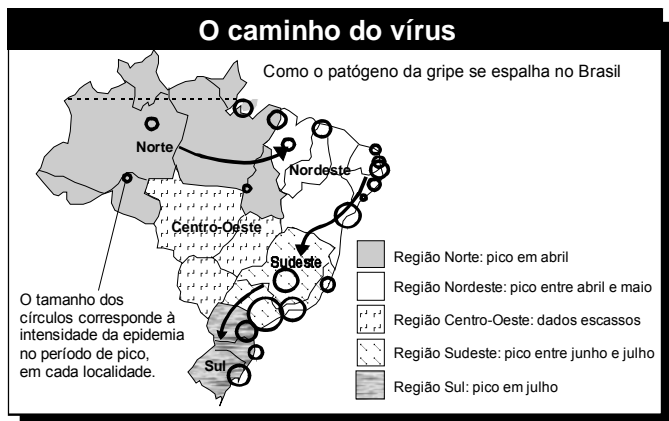 O caminho do vírus
Como o patógeno da gripe se espalha no Brasil
Norte
Nordeste
Centro-Oeste
Sudeste
Sul
O tamanho dos
círculos corresponde à
intensidade da epidemia
no período de pico,
em cada localidade.
Região Norte: pico em abril
Região Nordeste: pico entre abril e maio
Região Centro-Oeste: dados escassos
Região Sudeste: pico entre junho e julho
Região Sul: pico em julho